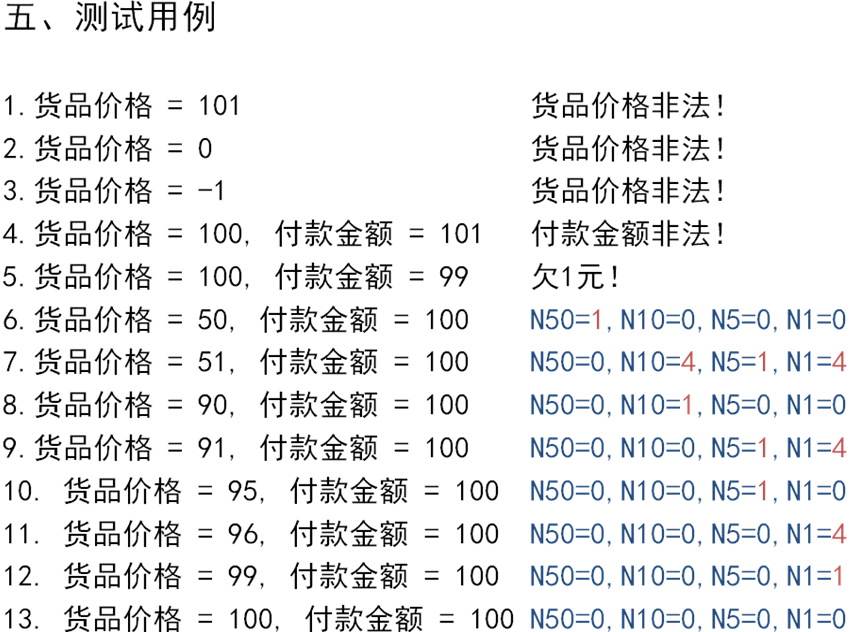 五、测试用例
1.货品价格 = 101 货品价格非法!
2.货品价格 = 0 货品价格非法!
3.货品价格 = -1 货品价格非法!
4.货品价格 = 100, 付款金额 = 101 付款金额非法!
5.货品价格 = 100, 付款金额 = 99 欠1元!
6.货品价格 = 50, 付款金额 = 100 N50=1,N10=0,N5=0,N1=0
7.货品价格 = 51, 付款金额 = 100 N50=0,N10=4,N5=1,N1=4
8.货品价格 = 90, 付款金额 = 100 N50=0,N10=1,N5=0,N1=0
9.货品价格 = 91, 付款金额 = 100 N50=0,N10=0,N5=1,N1=4
10. 货品价格 = 95, 付款金额 = 100 N50=0,N10=0,N5=1,N1=0
11. 货品价格 = 96, 付款金额 = 100 N50=0,N10=0,N5=0,N1=4
12. 货品价格 = 99, 付款金额 = 100 N50=0,N10=0,N5=0,N1=1
13. 货品价格 = 100, 付款金额 = 100 N50=0,N10=0,N5=0,N1=0